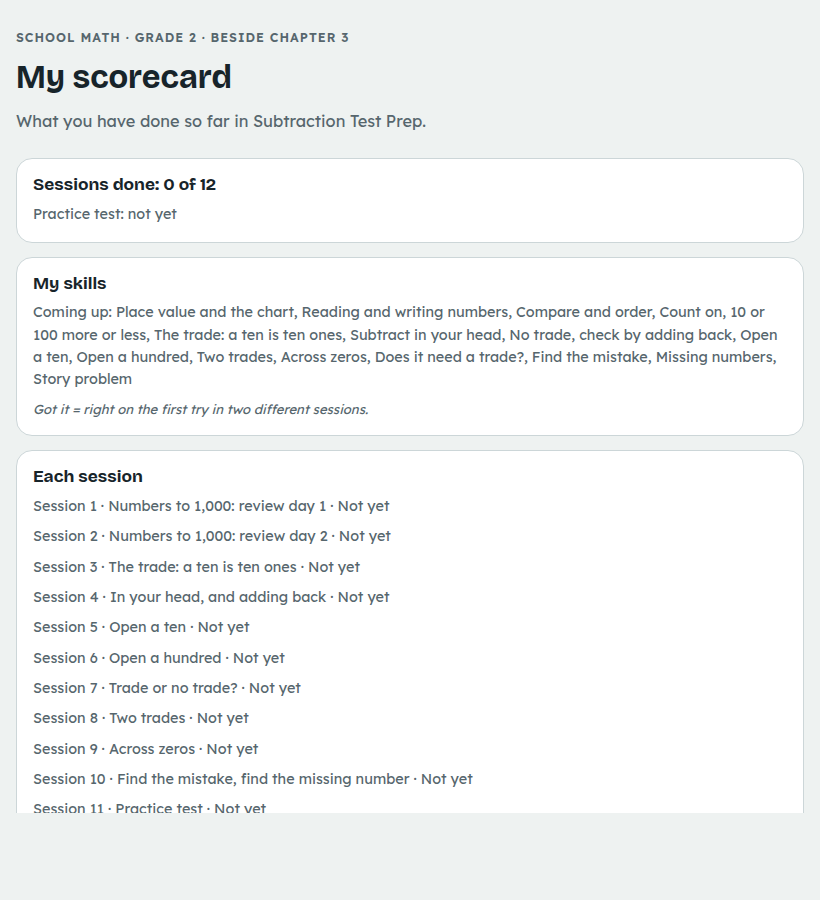 SCHOOL MATH · GRADE 2 · BESIDE CHAPTER 3
My scorecard
What you have done so far in Subtraction Test Prep.
Sessions done: 0 of 12
Practice test: not yet
My skills
Coming up: Place value and the chart, Reading and writing numbers, Compare and order, Count on, 10 or
100 more or less, The trade: a ten is ten ones, Subtract in your head, No trade, check by adding back, Open
a ten, Open a hundred, Two trades, Across zeros, Does it need a trade?, Find the mistake, Missing numbers,
Story problem
Got it = right on the first try in two different sessions.
Each session
Session 1 · Numbers to 1,000: review day 1 · Not yet
Session 2 · Numbers to 1,000: review day 2 · Not yet
Session 3 · The trade: a ten is ten ones · Not yet
Session 4 · In your head, and adding back · Not yet
Session 5 · Open a ten · Not yet
Session 6 · Open a hundred · Not yet
Session 7 · Trade or no trade? · Not yet
Session 8 · Two trades · Not yet
Session 9 · Across zeros · Not yet
Session 10 · Find the mistake, find the missing number · Not yet
Session 11 · Practice test · Not yet